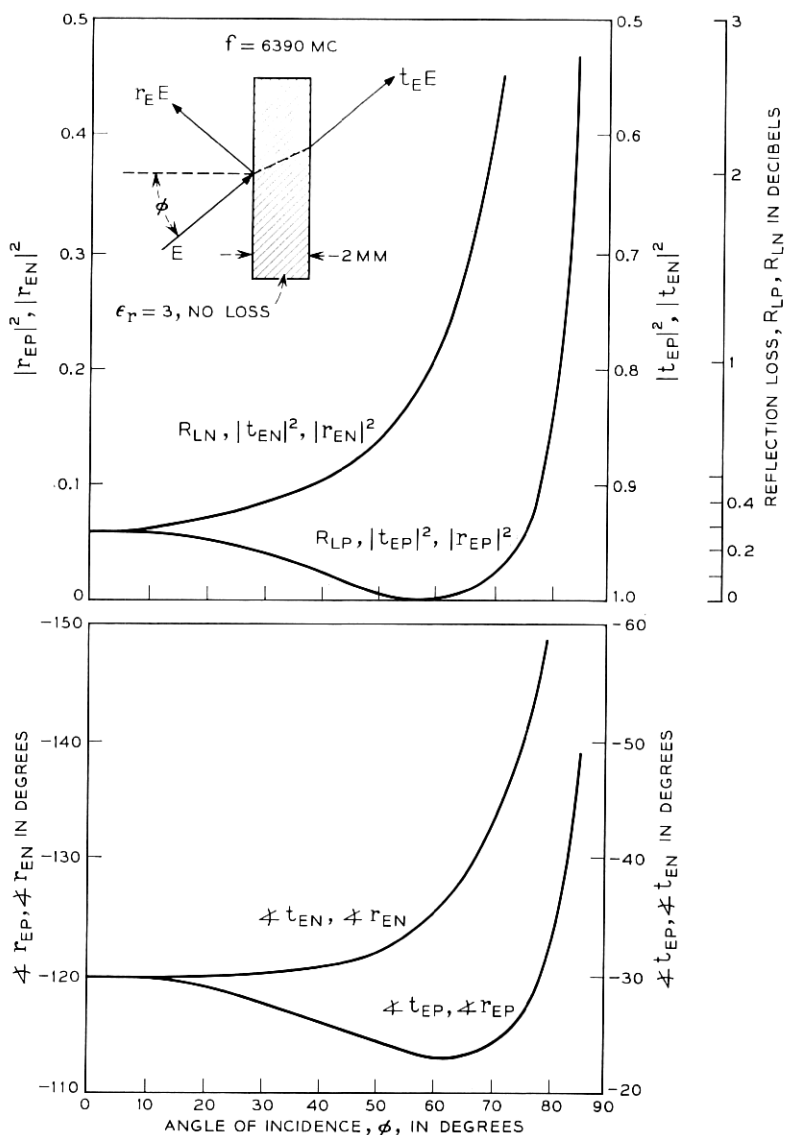 f = 6390 MC
r_E E
t_E E
ϕ
E
2 MM
ϵ_r = 3, NO LOSS
0.5
0.4
0.3
0.2
0.1
0
|r_EP|², |r_EN|²
0.5
0.6
0.7
0.8
0.9
1.0
|t_EP|², |t_EN|²
3
2
1
0.4
0.2
0
REFLECTION LOSS, R_LP, R_LN IN DECIBELS
R_LN, |t_EN|², |r_EN|²
R_LP, |t_EP|², |r_EP|²
-150
-140
-130
-120
-110
∡ r_EP, ∡ r_EN IN DEGREES
-60
-50
-40
-30
-20
∡ t_EP, ∡ t_EN IN DEGREES
∡ t_EN, ∡ r_EN
∡ t_EP, ∡ r_EP
0 10 20 30 40 50 60 70 80 90
ANGLE OF INCIDENCE, ϕ, IN DEGREES